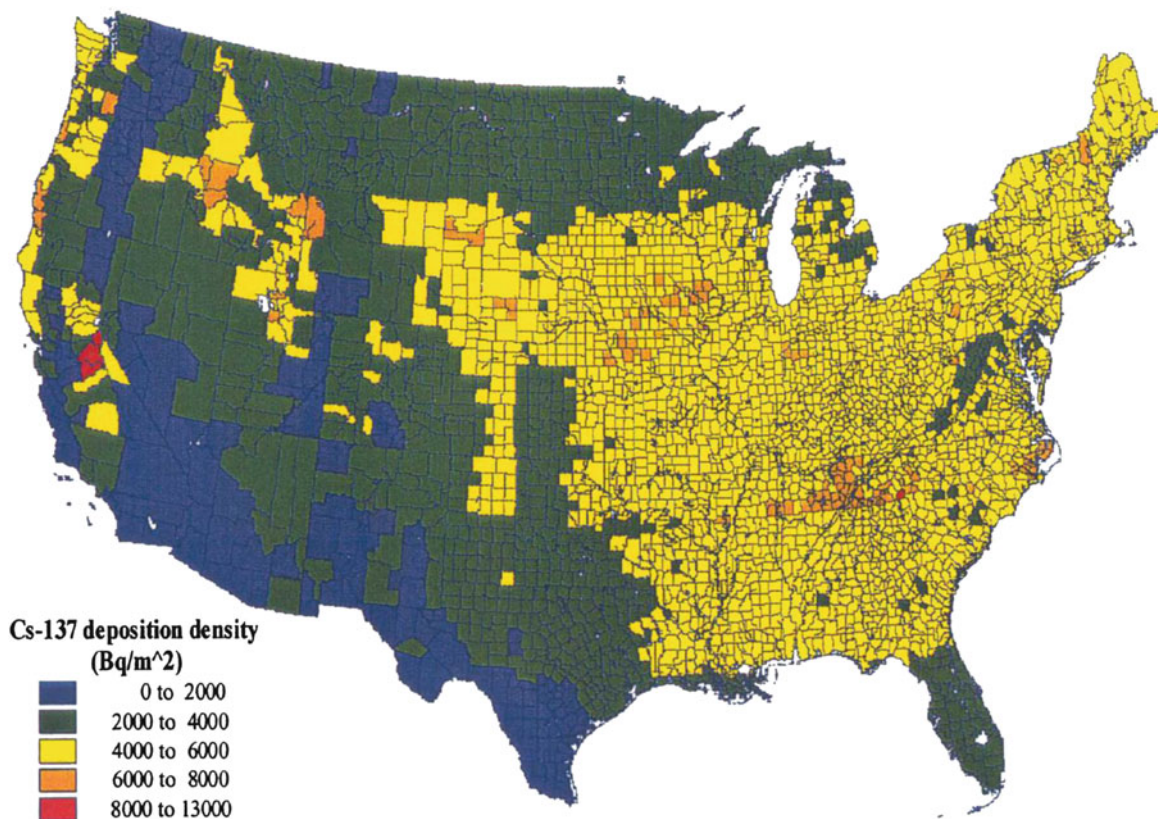 Cs-137 deposition density
(Bq/m^2)
0 to 2000
2000 to 4000
4000 to 6000
6000 to 8000
8000 to 13000